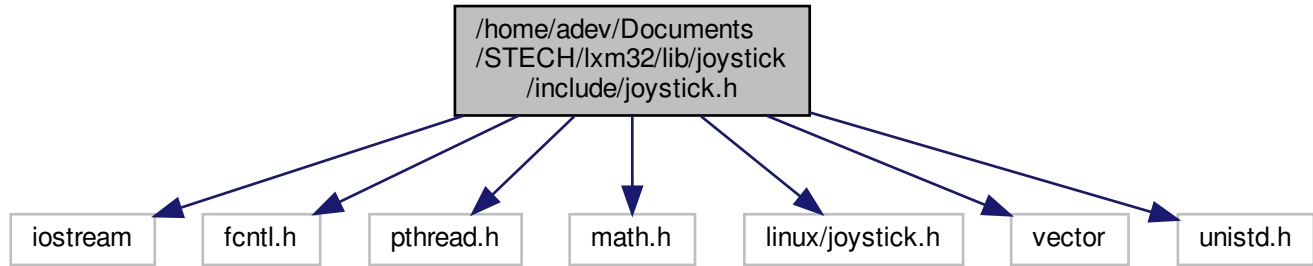 /home/adev/Documents
/STECH/lxm32/lib/joystick
/include/joystick.h
iostream
fcntl.h
pthread.h
math.h
linux/joystick.h
vector
unistd.h